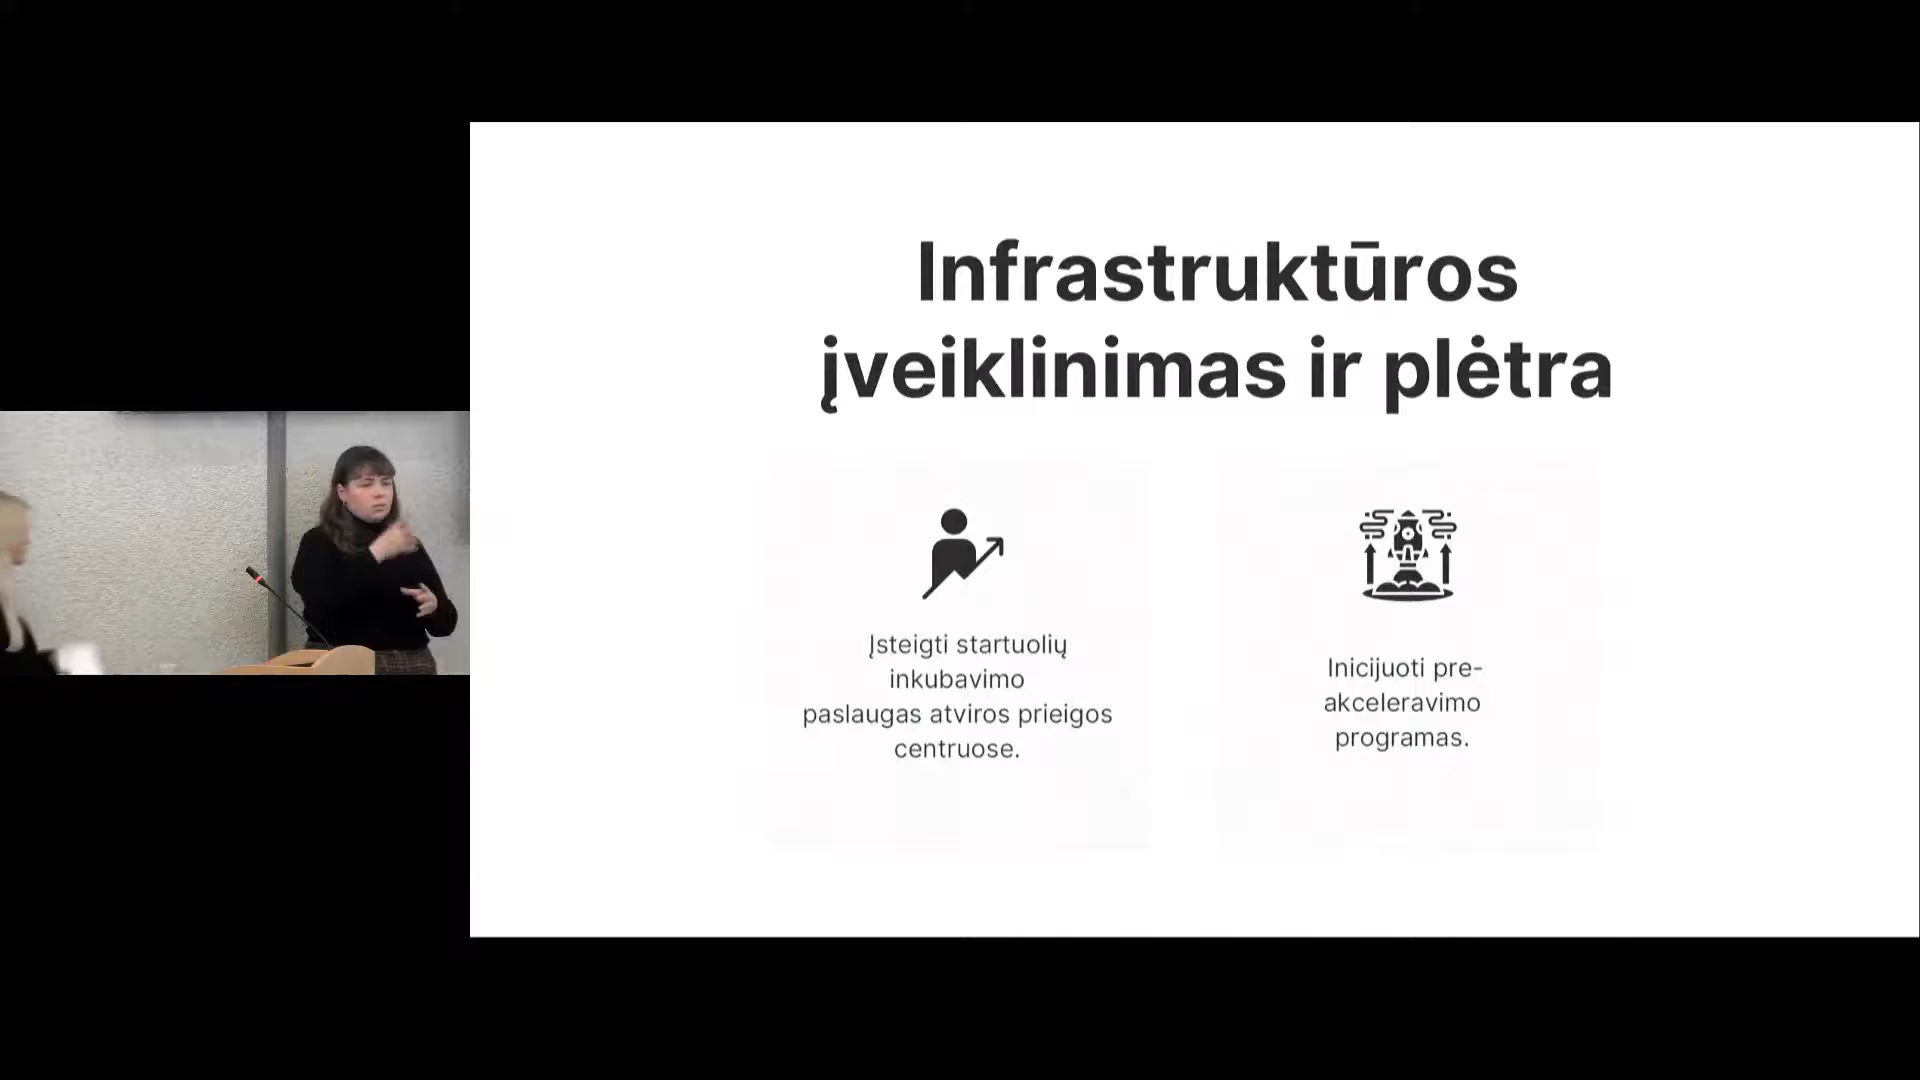 Infrastruktūros
įveiklinimas ir plėtra
Įsteigti startuolių
inkubavimo
paslaugas atviros prieigos
centruose.
Inicijuoti pre-
akceleravimo
programas.